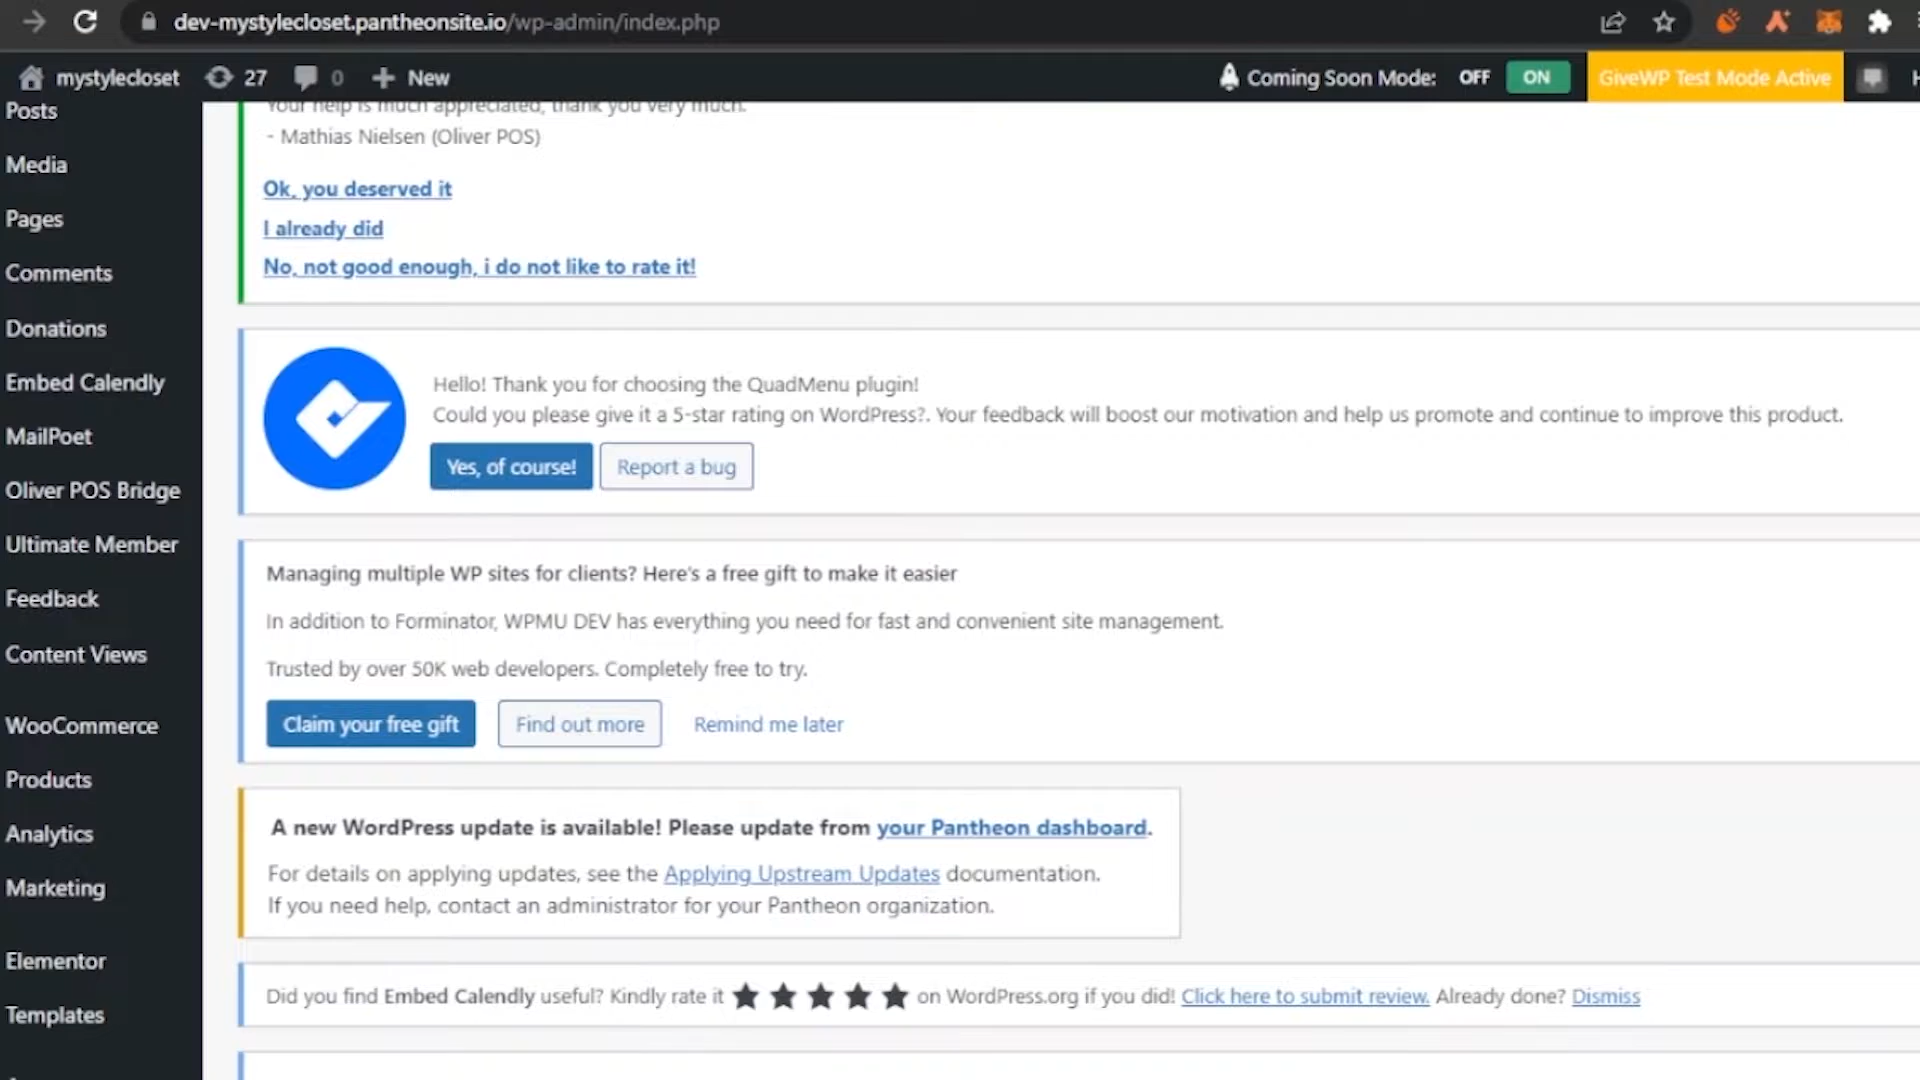 dev-mystylecloset.pantheonsite.io/wp-admin/index.php
mystylecloset 27 0 New Coming Soon Mode: OFF ON GiveWP Test Mode Active H
Posts
Media
Pages
Comments
Donations
Embed Calendly
MailPoet
Oliver POS Bridge
Ultimate Member
Feedback
Content Views
WooCommerce
Products
Analytics
Marketing
Elementor
Templates
Your help is much appreciated, thank you very much.
- Mathias Nielsen (Oliver POS)
Ok, you deserved it
I already did
No, not good enough, i do not like to rate it!
Hello! Thank you for choosing the QuadMenu plugin!
Could you please give it a 5-star rating on WordPress?. Your feedback will boost our motivation and help us promote and continue to improve this product.
Yes, of course! Report a bug
Managing multiple WP sites for clients? Here's a free gift to make it easier
In addition to Forminator, WPMU DEV has everything you need for fast and convenient site management.
Trusted by over 50K web developers. Completely free to try.
Claim your free gift Find out more Remind me later
A new WordPress update is available! Please update from your Pantheon dashboard.
For details on applying updates, see the Applying Upstream Updates documentation.
If you need help, contact an administrator for your Pantheon organization.
Did you find Embed Calendly useful? Kindly rate it ★ ★ ★ ★ ★ on WordPress.org if you did! Click here to submit review. Already done? Dismiss